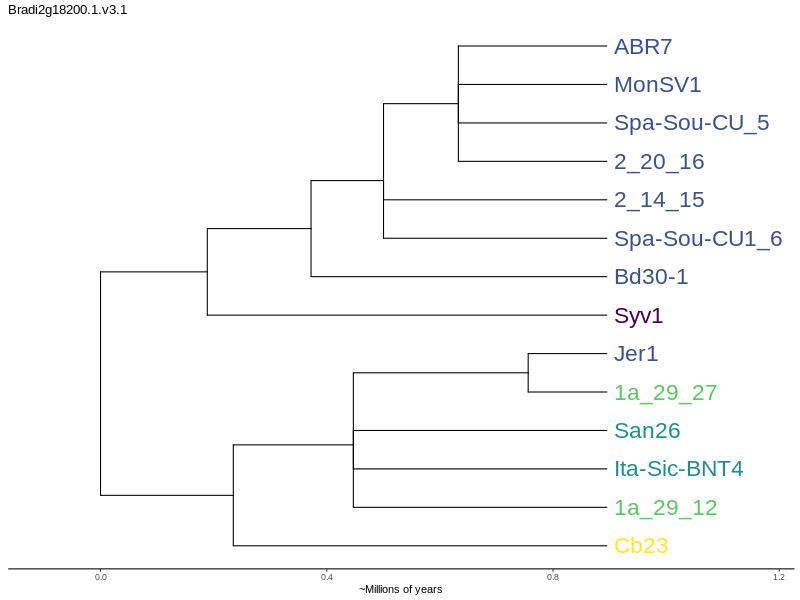 Bradi2g18200.1.v3.1
ABR7
MonSV1
Spa-Sou-CU_5
2_20_16
2_14_15
Spa-Sou-CU1_6
Bd30-1
Syv1
Jer1
1a_29_27
San26
Ita-Sic-BNT4
1a_29_12
Cb23
0.0 0.4 0.8 1.2
~Millions of years